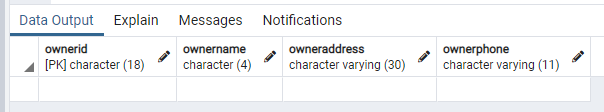 Data Output Explain Messages Notifications
ownerid ownername owneraddress ownerphone
[PK] character (18) character (4) character varying (30) character varying (11)